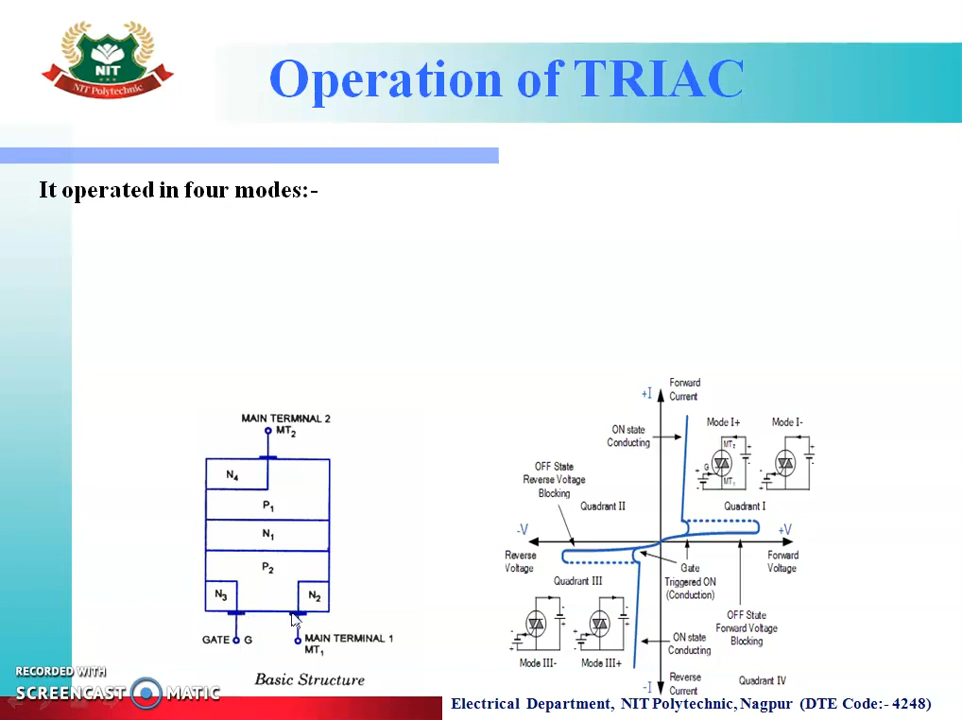 NIT
NIT Polytechnic
Operation of TRIAC
It operated in four modes:-
MAIN TERMINAL 2
MT2
N4
P1
N1
P2
N3
N2
GATE G
MAIN TERMINAL 1
MT1
Basic Structure
+I
Forward
Current
ON state
Conducting
Mode I+
Mode I-
MT2
G
MT1
OFF State
Reverse Voltage
Blocking
Quadrant II
Quadrant I
-V
+V
Reverse
Voltage
Forward
Voltage
Quadrant III
Gate
Triggered ON
(Conduction)
OFF State
Forward Voltage
Blocking
ON state
Conducting
Mode III-
Mode III+
-I
Reverse
Current
Quadrant IV
RECORDED WITH
SCREENCAST MATIC
Electrical Department, NIT Polytechnic, Nagpur (DTE Code:- 4248)